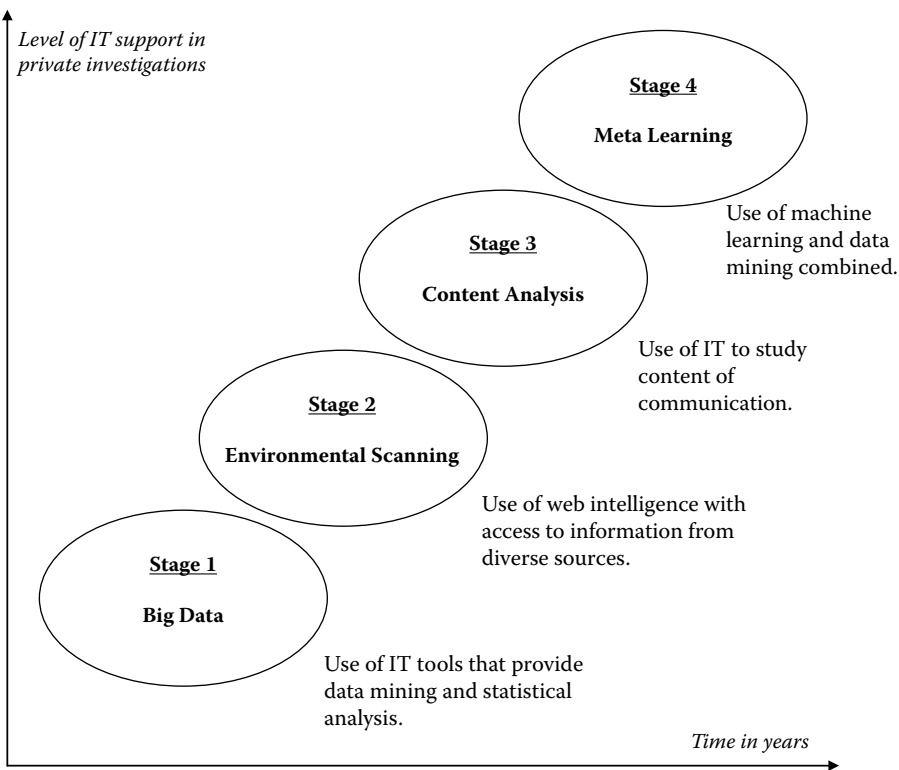 Level of IT support in
private investigations
Stage 4
Meta Learning
Use of machine
learning and data
mining combined.
Stage 3
Content Analysis
Use of IT to study
content of
communication.
Stage 2
Environmental Scanning
Use of web intelligence with
access to information from
diverse sources.
Stage 1
Big Data
Use of IT tools that provide
data mining and statistical
analysis.
Time in years